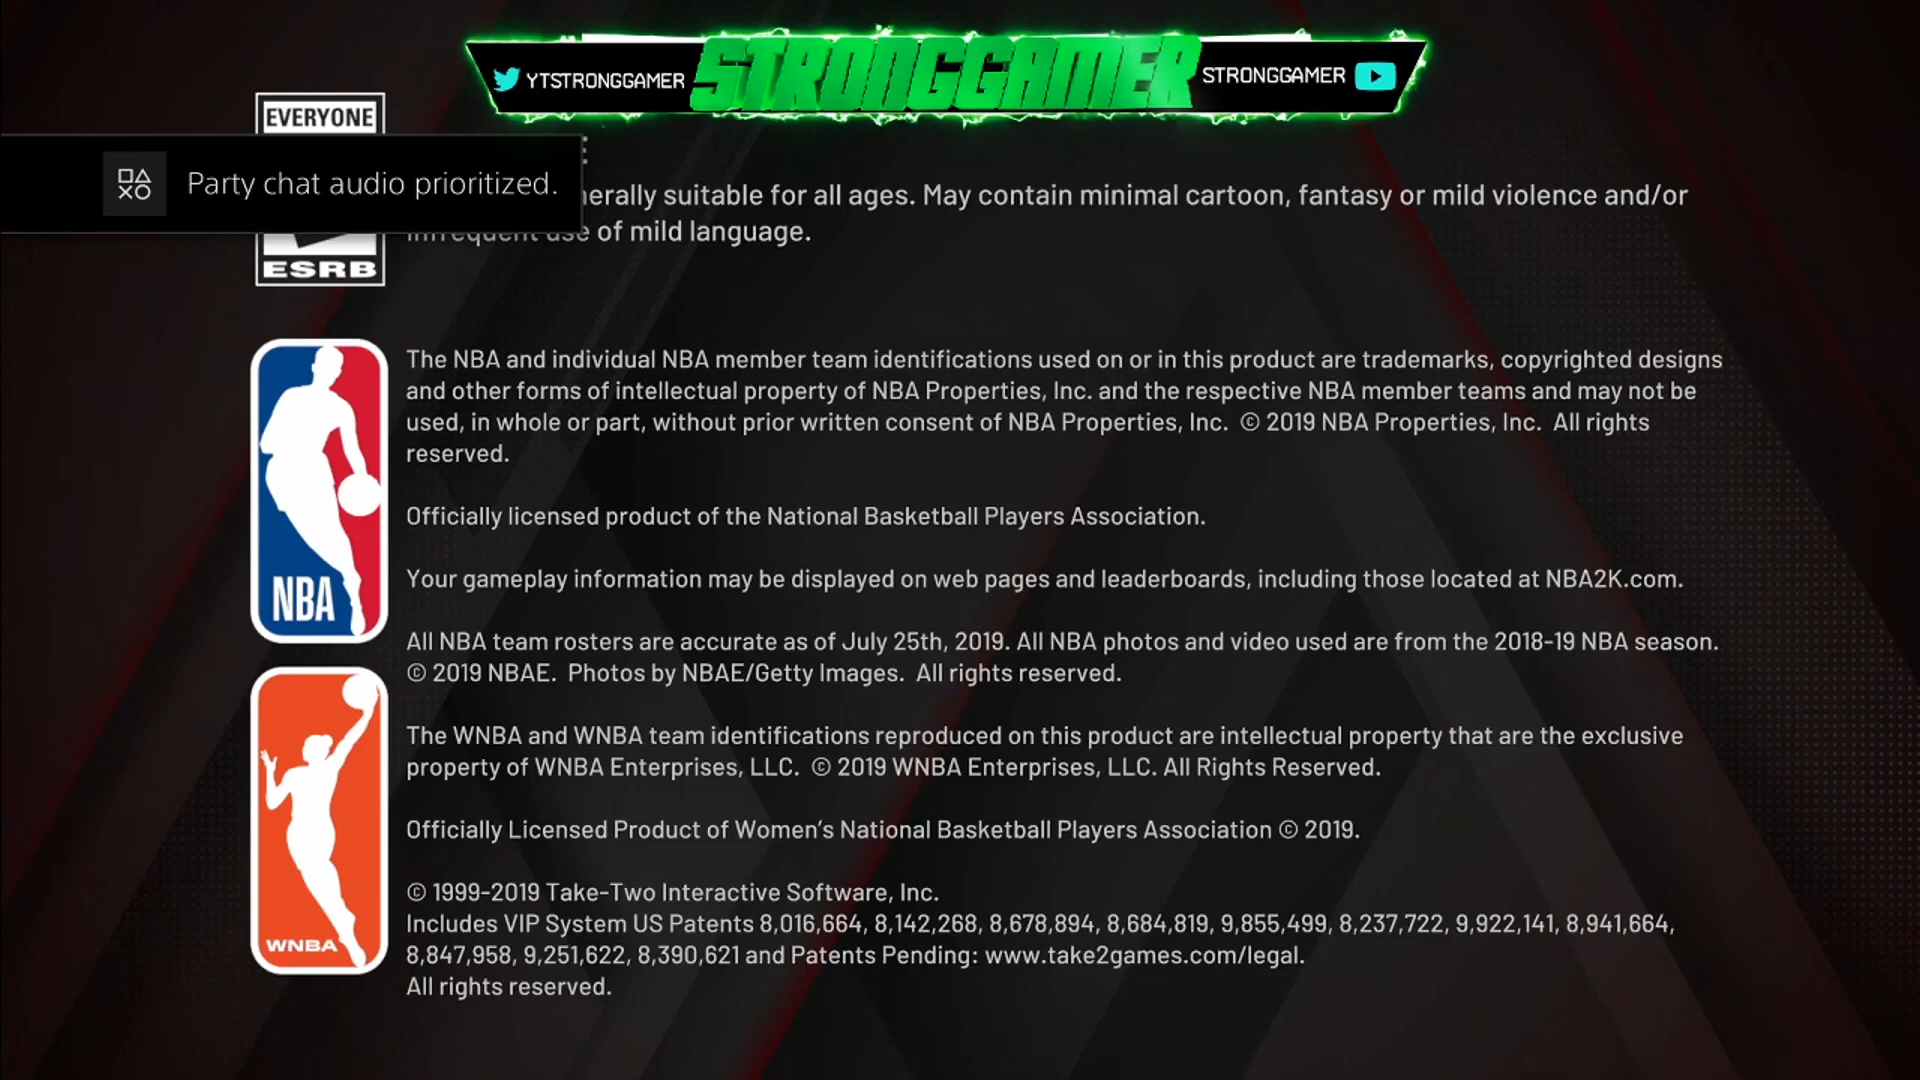 YTSTRONGGAMER
STRONGGAMER
STRONGGAMER
EVERYONE
Party chat audio prioritized.
suitable for all ages. May contain minimal cartoon, fantasy or mild violence and/or
of mild language.
ESRB
The NBA and individual NBA member team identifications used on or in this product are trademarks, copyrighted designs
and other forms of intellectual property of NBA Properties, Inc. and the respective NBA member teams and may not be
used, in whole or part, without prior written consent of NBA Properties, Inc. © 2019 NBA Properties, Inc. All rights
reserved.
Officially licensed product of the National Basketball Players Association.
Your gameplay information may be displayed on web pages and leaderboards, including those located at NBA2K.com.
NBA
All NBA team rosters are accurate as of July 25th, 2019. All NBA photos and video used are from the 2018-19 NBA season.
© 2019 NBAE. Photos by NBAE/Getty Images. All rights reserved.
The WNBA and WNBA team identifications reproduced on this product are intellectual property that are the exclusive
property of WNBA Enterprises, LLC. © 2019 WNBA Enterprises, LLC. All Rights Reserved.
Officially Licensed Product of Women's National Basketball Players Association © 2019.
© 1999-2019 Take-Two Interactive Software, Inc.
Includes VIP System US Patents 8,016,664, 8,142,268, 8,678,894, 8,684,819, 9,855,499, 8,237,722, 9,922,141, 8,941,664,
WNBA
8,847,958, 9,251,622, 8,390,621 and Patents Pending: www.take2games.com/legal.
All rights reserved.